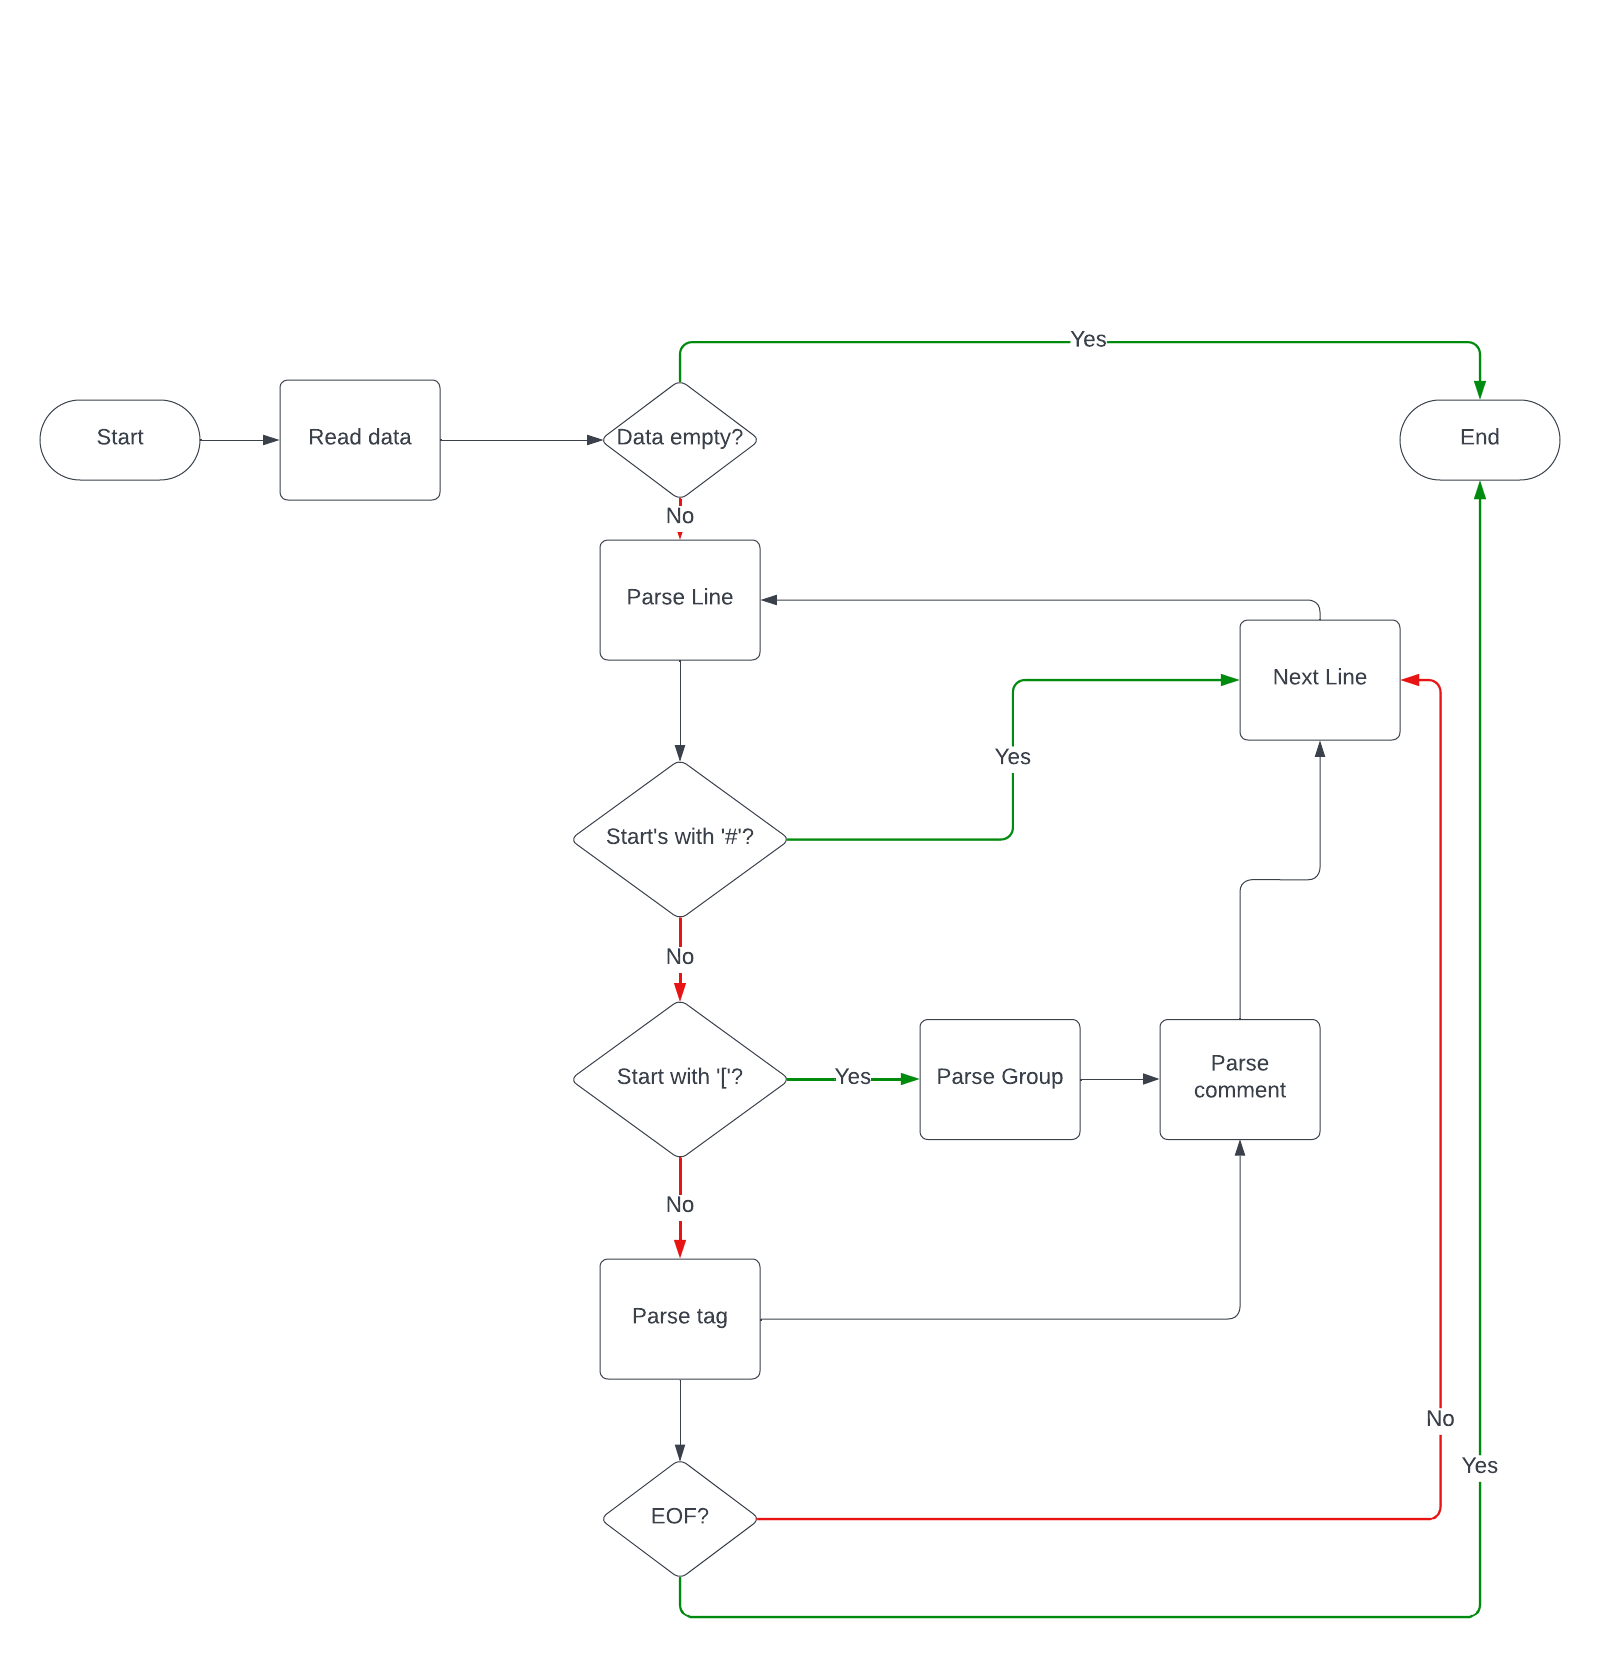 Yes
Start
Read data
Data empty?
End
No
Parse Line
Next Line
Yes
Start's with '#'?
No
Start with '['?
Yes
Parse Group
Parse
comment
No
Parse tag
No
Yes
EOF?